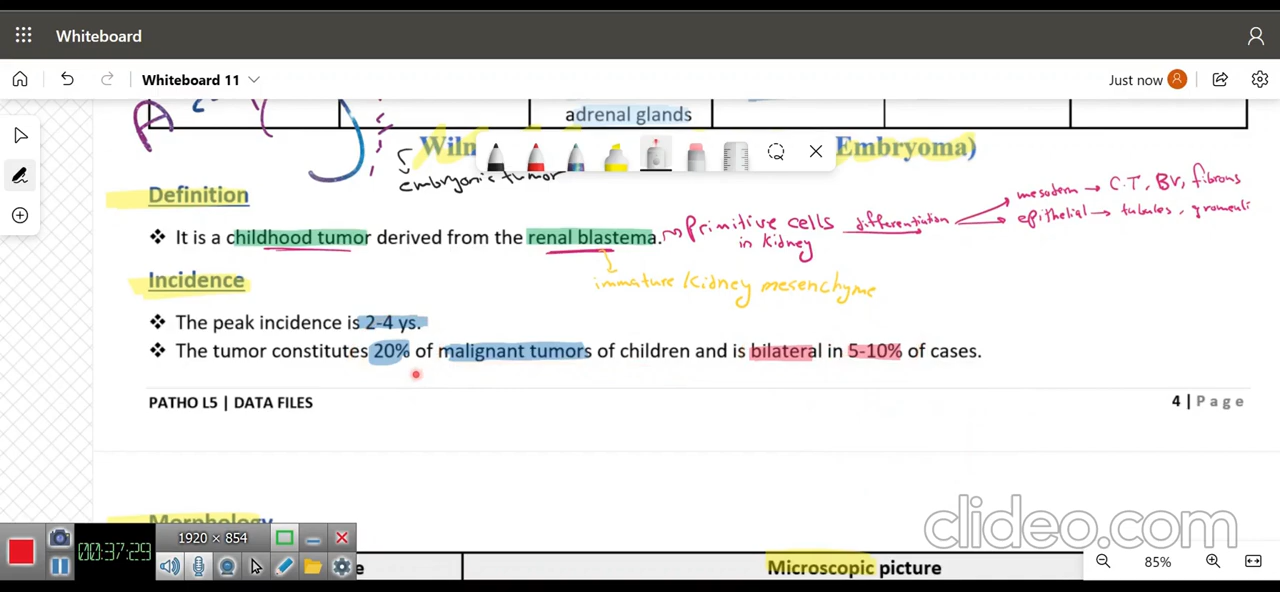 Whiteboard
Whiteboard 11
Just now
A
adrenal glands
Wiln
Embryoma)
embryonic tumor
Definition
mesoderm → C.T, BV, fibrous
epithelial → tubules, gromeuli
❖ It is a childhood tumor derived from the renal blastema.
Primitive cells
in kidney
differentiation
immature kidney mesenchyme
Incidence
❖ The peak incidence is 2-4 ys.
❖ The tumor constitutes 20% of malignant tumors of children and is bilateral in 5-10% of cases.
PATHO L5 | DATA FILES
4 | Page
clideo.com
Morphology
1920 × 854
00:37:29
e
Microscopic picture
85%